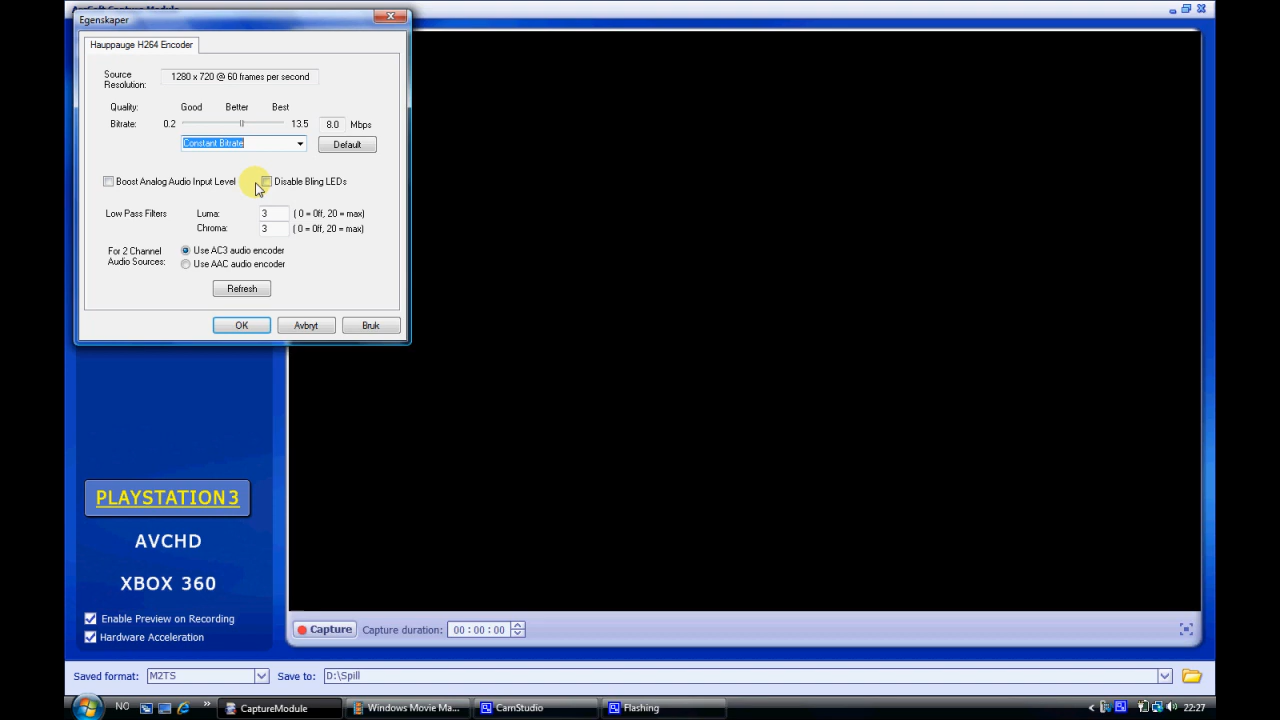 ArcSoft Capture Module
Egenskaper
Hauppauge H264 Encoder
Source Resolution:
1280 x 720 @ 60 frames per second
Quality: Good Better Best
Bitrate: 0.2 13.5 8.0 Mbps
Constant Bitrate Default
Boost Analog Audio Input Level Disable Bling LEDs
Low Pass Filters Luma: 3 ( 0 = 0ff, 20 = max)
Chroma: 3 ( 0 = 0ff, 20 = max)
For 2 Channel Audio Sources:
Use AC3 audio encoder
Use AAC audio encoder
Refresh
OK Avbryt Bruk
PLAYSTATION3
AVCHD
XBOX 360
Enable Preview on Recording
Hardware Acceleration
Capture Capture duration: 00:00:00
Saved format: M2TS Save to: D:\Spill
NO » CaptureModule Windows Movie Ma... CamStudio Flashing < 22:27